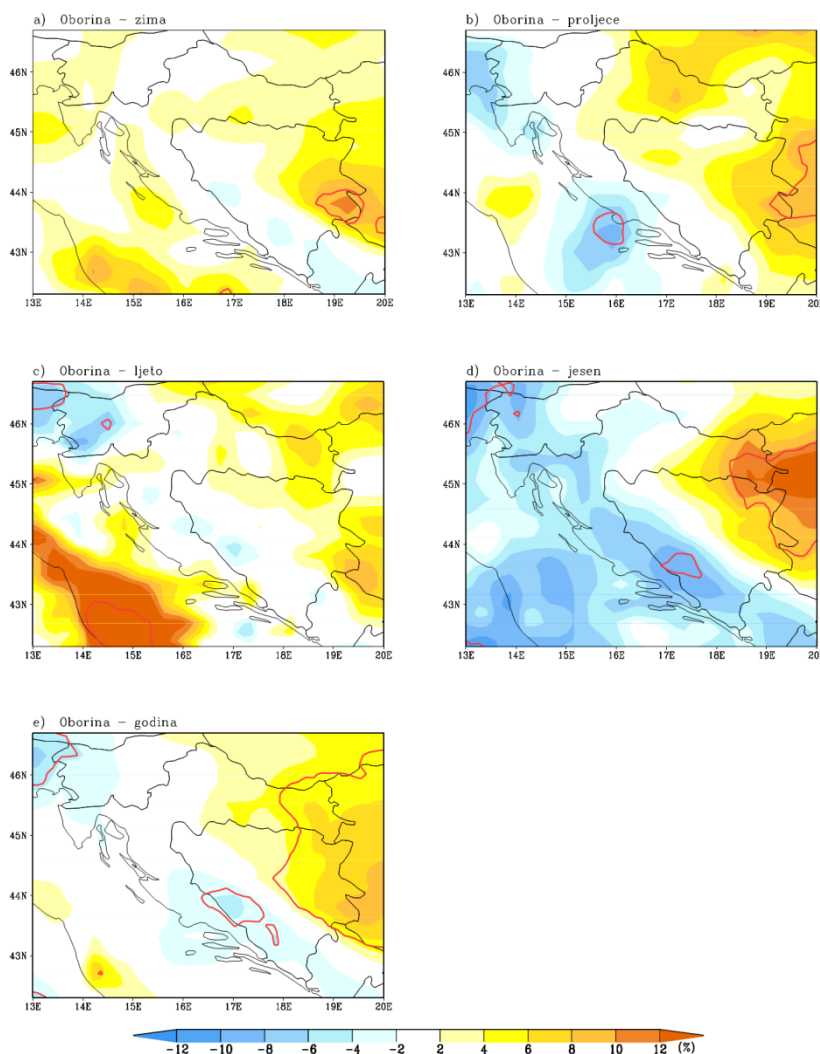 a)  Oborina – zima
b)  Oborina – proljece
46N
45N
44N
43N
13E 14E 15E 16E 17E 18E 19E 20E
46N
45N
44N
43N
13E 14E 15E 16E 17E 18E 19E 20E
c)  Oborina – ljeto
d)  Oborina – jesen
46N
45N
44N
43N
13E 14E 15E 16E 17E 18E 19E 20E
46N
45N
44N
43N
13E 14E 15E 16E 17E 18E 19E 20E
e)  Oborina – godina
46N
45N
44N
43N
13E 14E 15E 16E 17E 18E 19E 20E
-12 -10 -8 -6 -4 -2 2 4 6 8 10 12 (%)